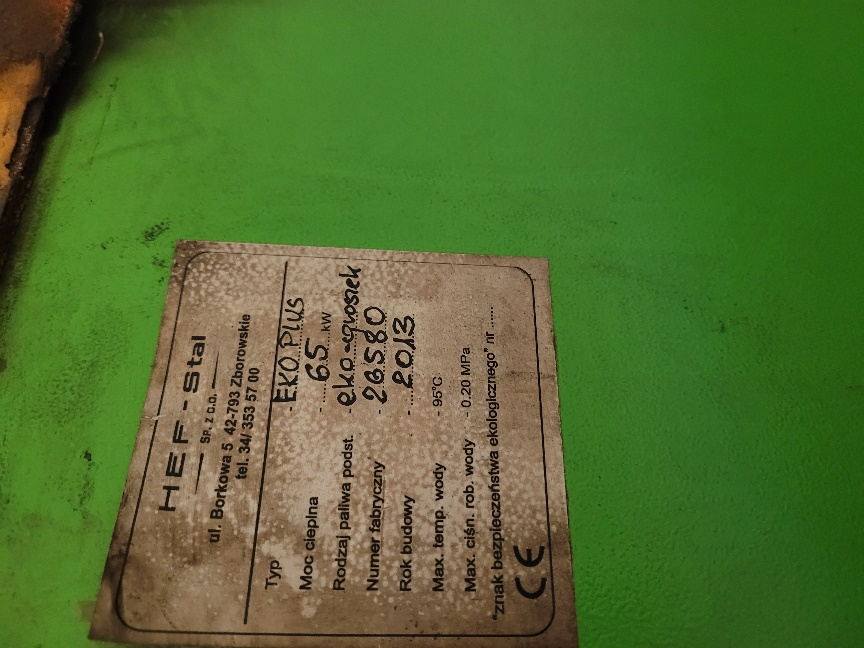 HEF-Stal
SP. Z O.O.
ul. Borkowa 5 42-793 Zborowskie
tel. 34/ 353 57 00
Typ - EKO PLUS
Moc cieplna - ....65....kW
Rodzaj paliwa podst. - eko-groszek
Numer fabryczny - 26580
Rok budowy - ....2013
Max. temp. wody - 95°C
Max. ciśn. rob. wody - 0.20 MPa
"znak bezpieczeństwa ekologicznego" nr ......
CE